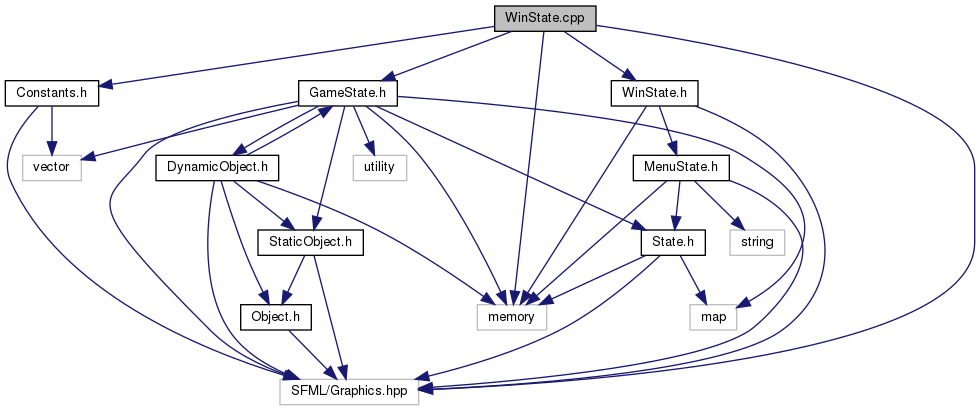 WinState.cpp
Constants.h
GameState.h
WinState.h
vector
DynamicObject.h
utility
MenuState.h
StaticObject.h
State.h
string
Object.h
memory
map
SFML/Graphics.hpp